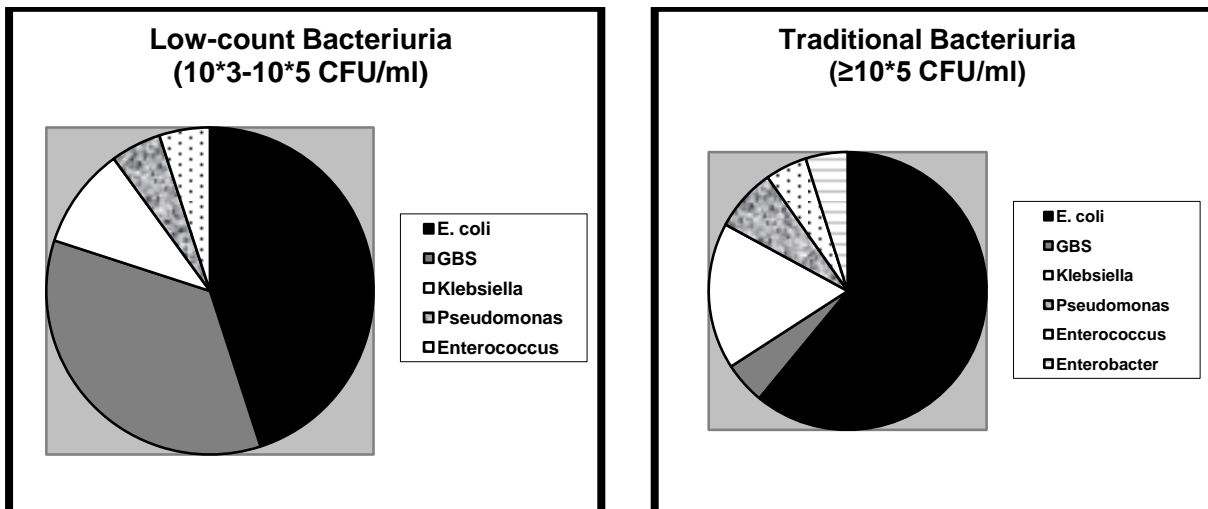 Low-count Bacteriuria
(10*3-10*5 CFU/ml)
E. coli
GBS
Klebsiella
Pseudomonas
Enterococcus
Traditional Bacteriuria
(≥10*5 CFU/ml)
E. coli
GBS
Klebsiella
Pseudomonas
Enterococcus
Enterobacter